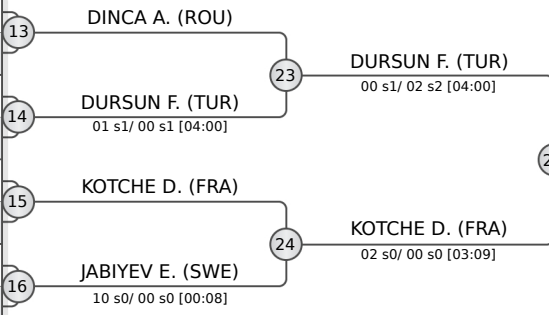 DINCA A. (ROU)
13
23
DURSUN F. (TUR)
00 s1/ 02 s2 [04:00]
DURSUN F. (TUR)
14
01 s1/ 00 s1 [04:00]
KOTCHE D. (FRA)
15
24
KOTCHE D. (FRA)
02 s0/ 00 s0 [03:09]
JABIYEV E. (SWE)
16
10 s0/ 00 s0 [00:08]